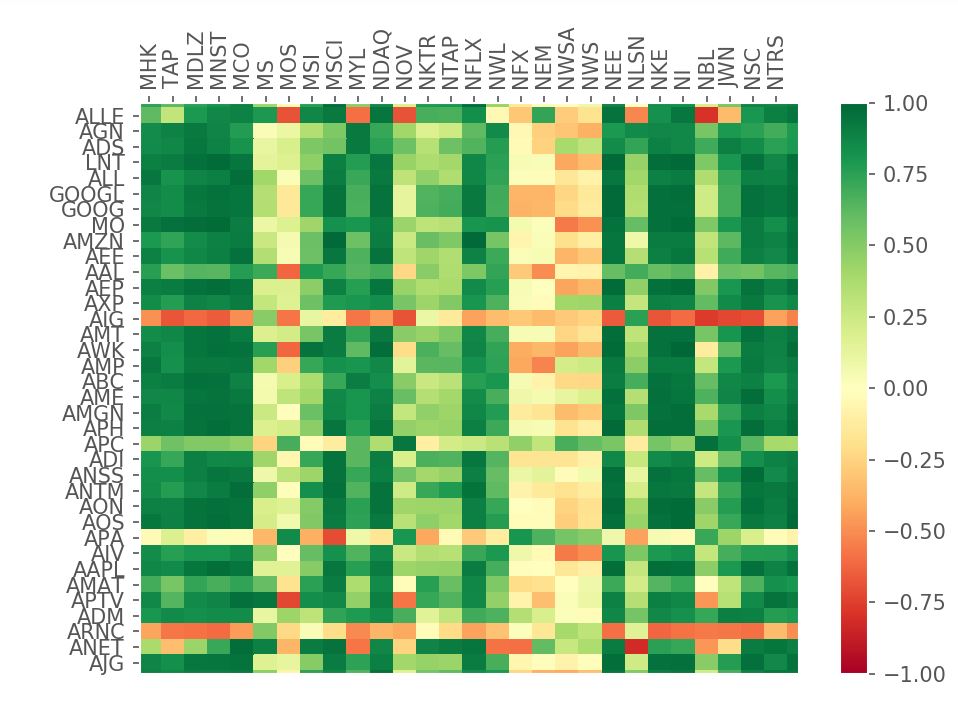 MHK TAP MDLZ MNST MCO MS MOS MSI MSCI MYL NDAQ NOV NKTR NTAP NFLX NWL NFX NEM NWSA NWS NEE NLSN NKE NI NBL JWN NSC NTRS
ALLE
AGN
ADS
LNT
ALL
GOOGL
GOOG
MO
AMZN
AEE
AAL
AEP
AXP
AIG
AMT
AWK
AMP
ABC
AME
AMGN
APH
APC
ADI
ANSS
ANTM
AON
AOS
APA
AIV
AAPL
AMAT
APTV
ADM
ARNC
ANET
AJG
1.00
0.75
0.50
0.25
0.00
−0.25
−0.50
−0.75
−1.00